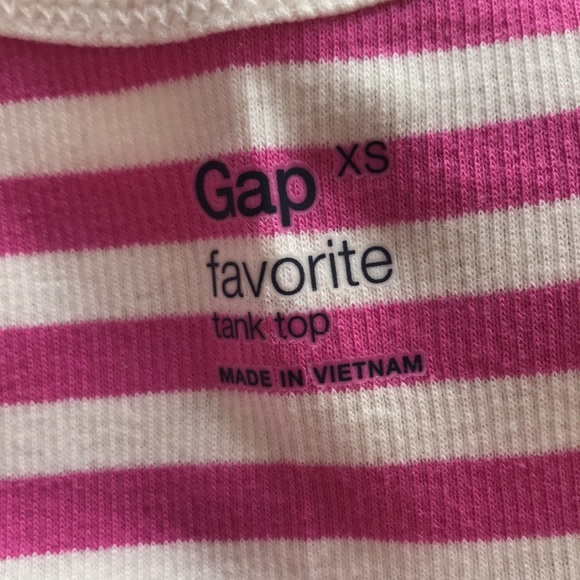 Gap XS
favorite
tank top
MADE IN VIETNAM